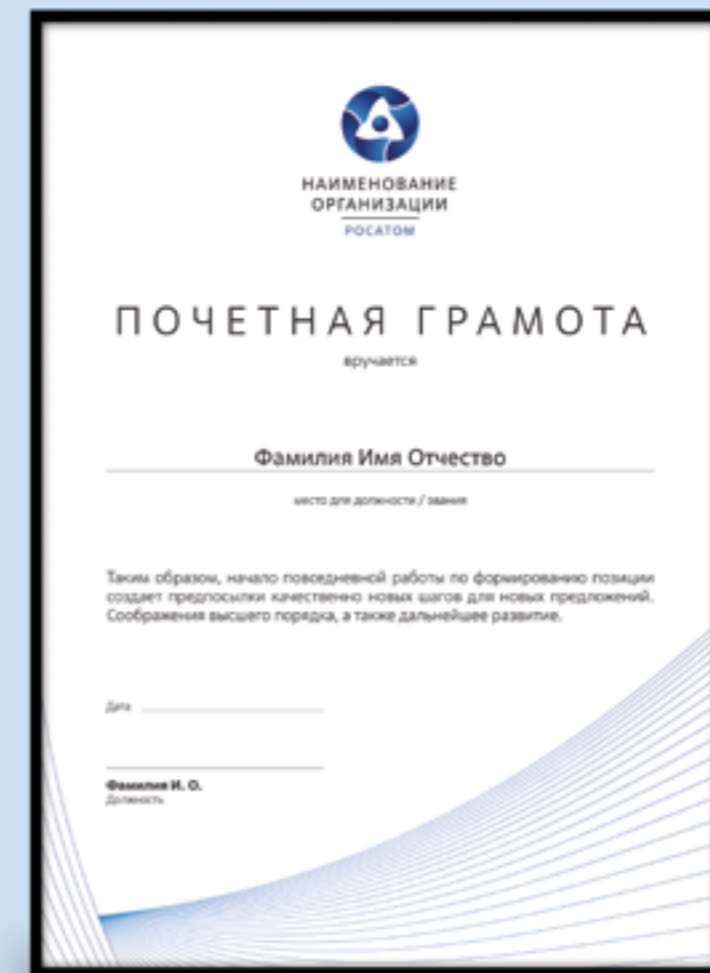 НАИМЕНОВАНИЕ
ОРГАНИЗАЦИИ
РОСАТОМ
ПОЧЕТНАЯ ГРАМОТА
вручается
Фамилия Имя Отчество
место для должности / звания
Таким образом, начало повседневной работы по формированию позиции
создает предпосылки качественно новых шагов для новых предложений.
Соображения высшего порядка, а также дальнейшее развитие.
Дата
Фамилия И. О.
Должность